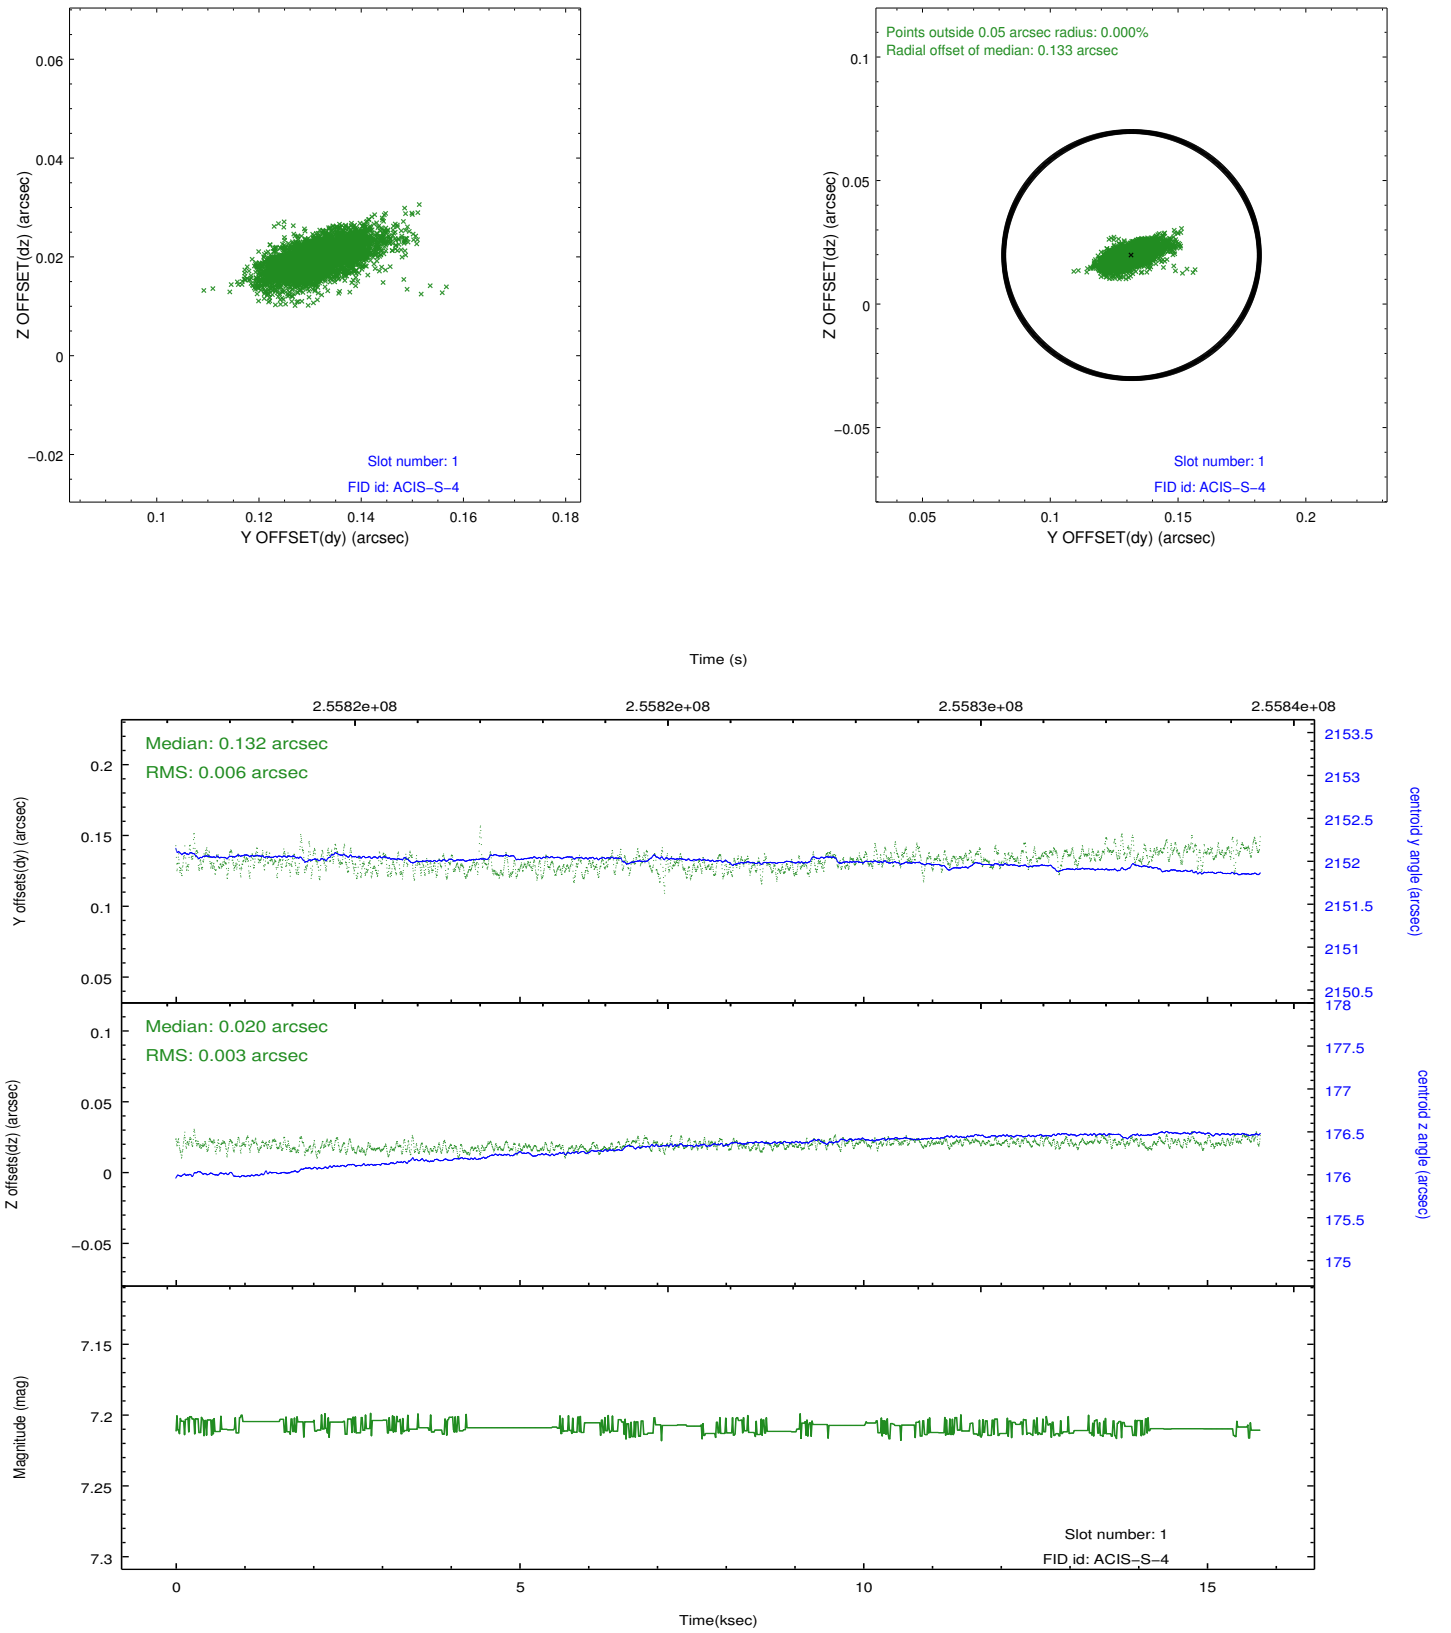 0.06
0.04
0.02
0
−0.02
Z OFFSET(dz) (arcsec)
Slot number: 1
FID id: ACIS−S−4
0.1 0.12 0.14 0.16 0.18
Y OFFSET(dy) (arcsec)
Points outside 0.05 arcsec radius: 0.000%
Radial offset of median: 0.133 arcsec
0.1
0.05
0
−0.05
Z OFFSET(dz) (arcsec)
Slot number: 1
FID id: ACIS−S−4
0.05 0.1 0.15 0.2
Y OFFSET(dy) (arcsec)
Time (s)
2.5582e+08 2.5582e+08 2.5583e+08 2.5584e+08
Median: 0.132 arcsec
RMS: 0.006 arcsec
0.2
0.15
0.1
0.05
Y offsets(dy) (arcsec)
2153.5
2153
2152.5
2152
2151.5
2151
2150.5
centroid y angle (arcsec)
Median: 0.020 arcsec
RMS: 0.003 arcsec
0.1
0.05
0
−0.05
Z offsets(dz) (arcsec)
178
177.5
177
176.5
176
175.5
175
centroid z angle (arcsec)
7.15
7.2
7.25
7.3
Magnitude (mag)
Slot number: 1
FID id: ACIS−S−4
0 5 10 15
Time(ksec)